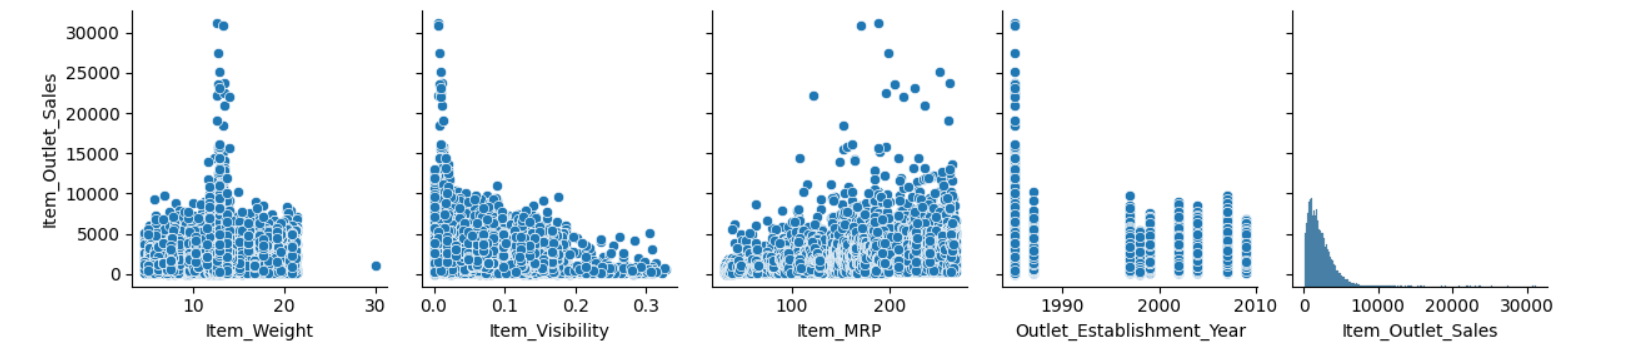 Item_Outlet_Sales
30000
25000
20000
15000
10000
5000
0
10 20 30
Item_Weight
0.0 0.1 0.2 0.3
Item_Visibility
100 200
Item_MRP
1990 2000 2010
Outlet_Establishment_Year
0 10000 20000 30000
Item_Outlet_Sales